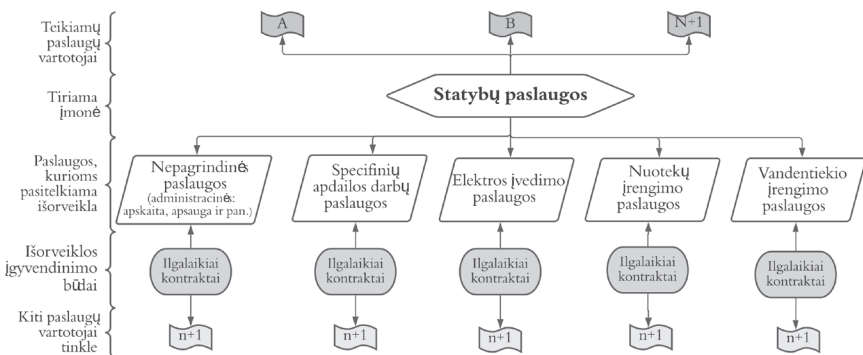 Teikiamų
paslaugų
vartotojai
A
B
N+1
Tiriama
įmonė
Statybų paslaugos
Paslaugos,
kurioms
pasitelkiama
išorveikla
Nepagrindinės
paslaugos
(administracinės:
apskaita, apsauga ir pan.)
Specifinių
apdailos darbų
paslaugos
Elektros įvedimo
paslaugos
Nuotekų
įrengimo
paslaugos
Vandentiekio
įrengimo
paslaugos
Išorveiklos
įgyvendinimo
būdai
Ilgalaikiai
kontraktai
Ilgalaikiai
kontraktai
Ilgalaikiai
kontraktai
Ilgalaikiai
kontraktai
Ilgalaikiai
kontraktai
Kiti paslaugų
vartotojai
tinkle
n+1
n+1
n+1
n+1
n+1